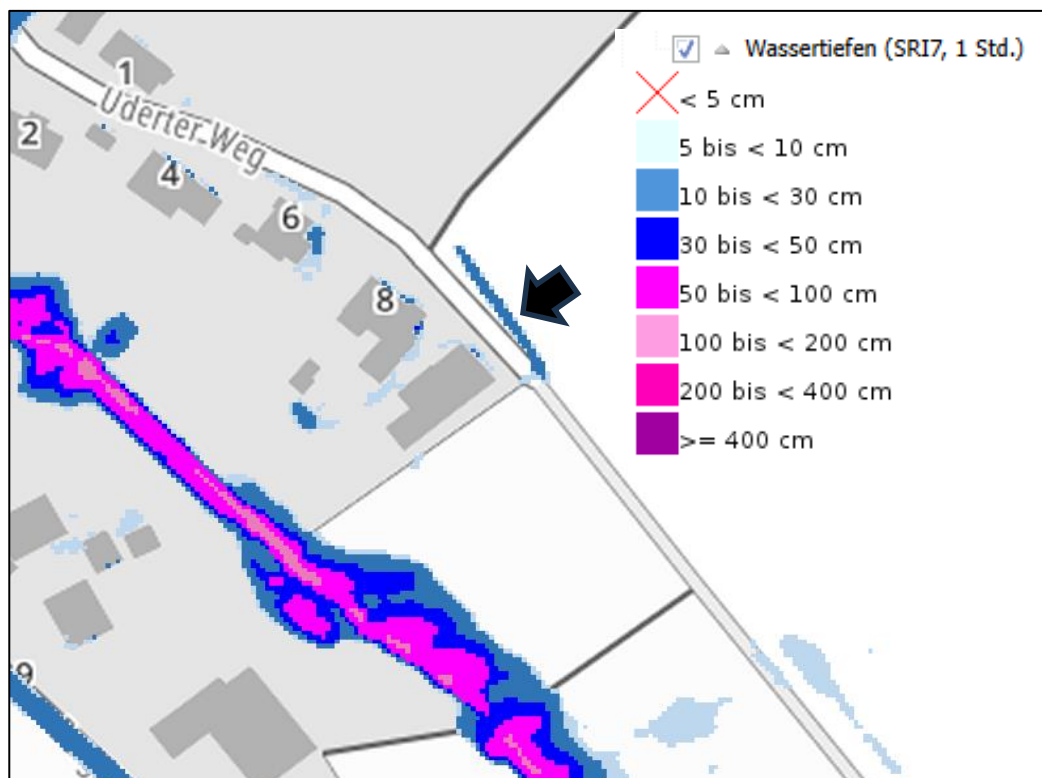 Wassertiefen (SRI7, 1 Std.)
< 5 cm
5 bis < 10 cm
10 bis < 30 cm
30 bis < 50 cm
50 bis < 100 cm
100 bis < 200 cm
200 bis < 400 cm
>= 400 cm
1
Uderter Weg
2
4
6
8
9